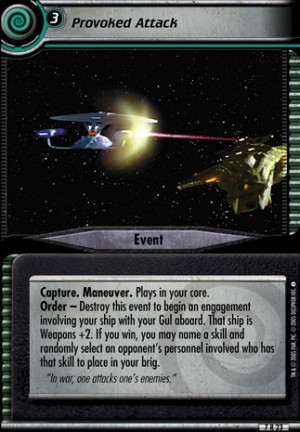 3
Provoked Attack
Event
Capture. Maneuver. Plays in your core.
Order – Destroy this event to begin an engagement
involving your ship with your Gul aboard. That ship is
Weapons +2. If you win, you may name a skill and
randomly select an opponent's personnel involved who has
that skill to place in your brig.
"In war, one attacks one's enemies."
7 R 23